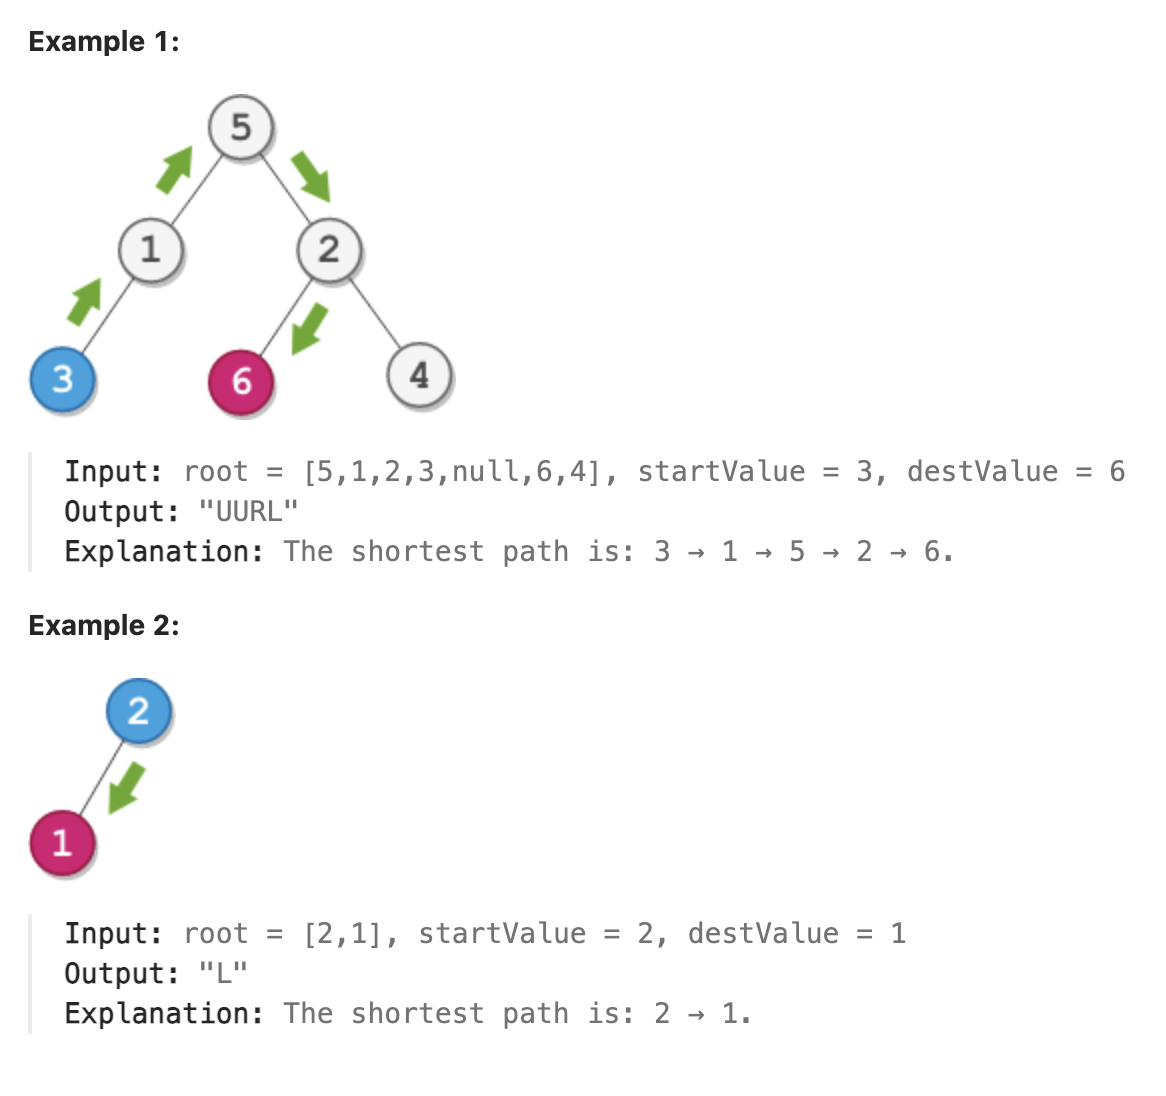 Example 1:
5
1 2
3 6 4
Input: root = [5,1,2,3,null,6,4], startValue = 3, destValue = 6
Output: "UURL"
Explanation: The shortest path is: 3 → 1 → 5 → 2 → 6.
Example 2:
2
1
Input: root = [2,1], startValue = 2, destValue = 1
Output: "L"
Explanation: The shortest path is: 2 → 1.